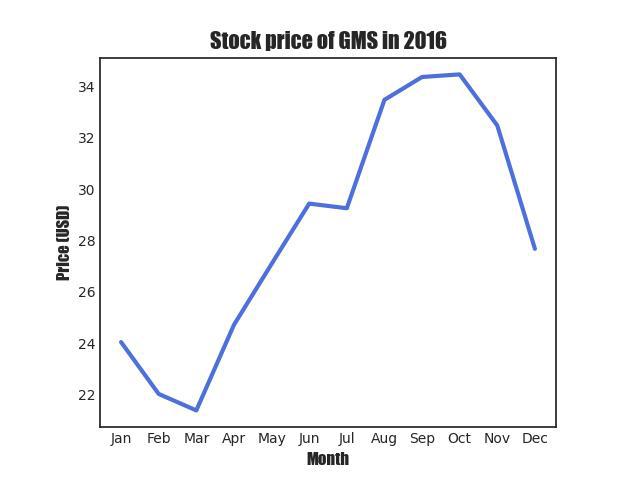 Stock price of GMS in 2016
Price (USD)
34
32
30
28
26
24
22
Jan Feb Mar Apr May Jun Jul Aug Sep Oct Nov Dec
Month